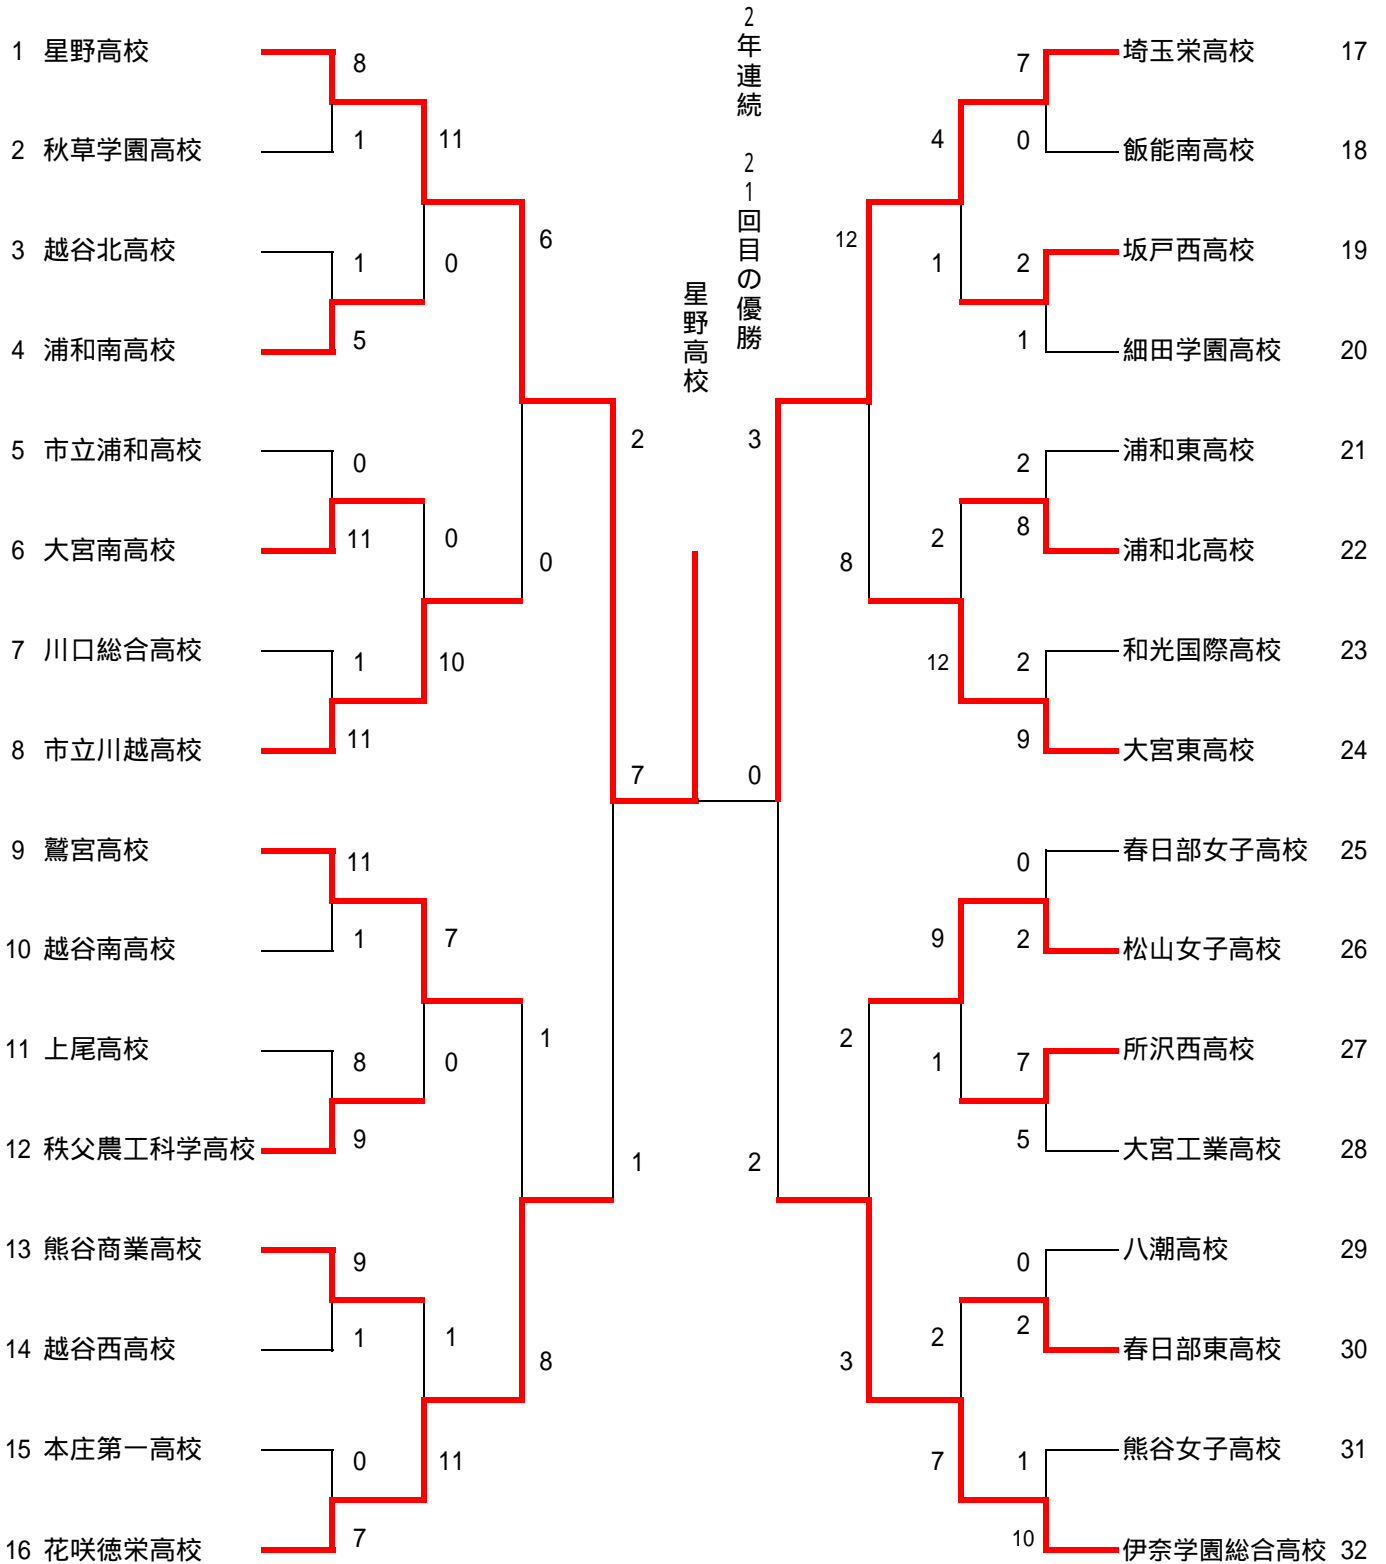 2年連続 21回目の優勝
星野高校
1 星野高校
8
2 秋草学園高校
1
11
3 越谷北高校
1
0
6
4 浦和南高校
5
5 市立浦和高校
0
2
6 大宮南高校
11
0
0
7 川口総合高校
1
10
8 市立川越高校
11
7
9 鷲宮高校
11
10 越谷南高校
1
7
11 上尾高校
8
0
1
12 秩父農工科学高校
9
1
13 熊谷商業高校
9
14 越谷西高校
1
1
8
15 本庄第一高校
0
11
16 花咲徳栄高校
7
埼玉栄高校 17
7
飯能南高校 18
0
4
坂戸西高校 19
2
1
12
細田学園高校 20
1
浦和東高校 21
2
3
浦和北高校 22
8
2
8
和光国際高校 23
2
12
大宮東高校 24
9
0
春日部女子高校 25
0
松山女子高校 26
2
9
所沢西高校 27
7
1
2
大宮工業高校 28
5
2
八潮高校 29
0
春日部東高校 30
2
2
3
熊谷女子高校 31
1
7
伊奈学園総合高校 32
10